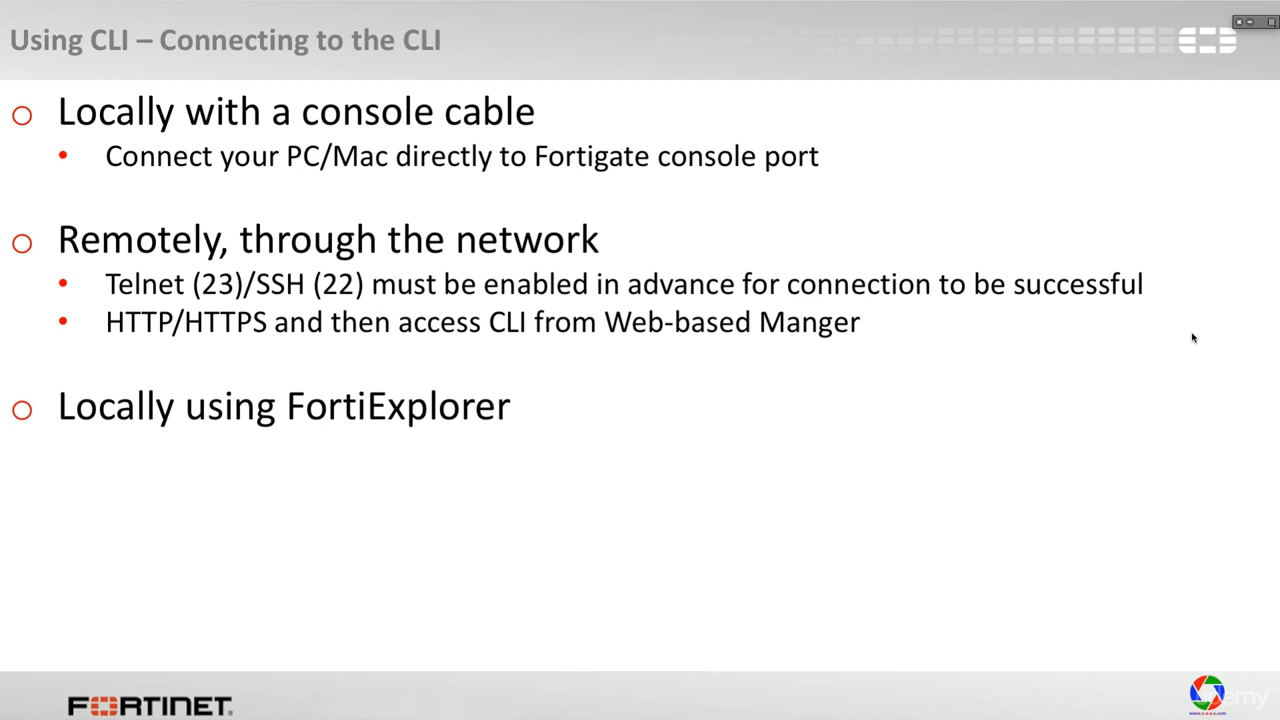 Using CLI – Connecting to the CLI
Locally with a console cable
Connect your PC/Mac directly to Fortigate console port
Remotely, through the network
Telnet (23)/SSH (22) must be enabled in advance for connection to be successful
HTTP/HTTPS and then access CLI from Web-based Manger
Locally using FortiExplorer
FORTINET